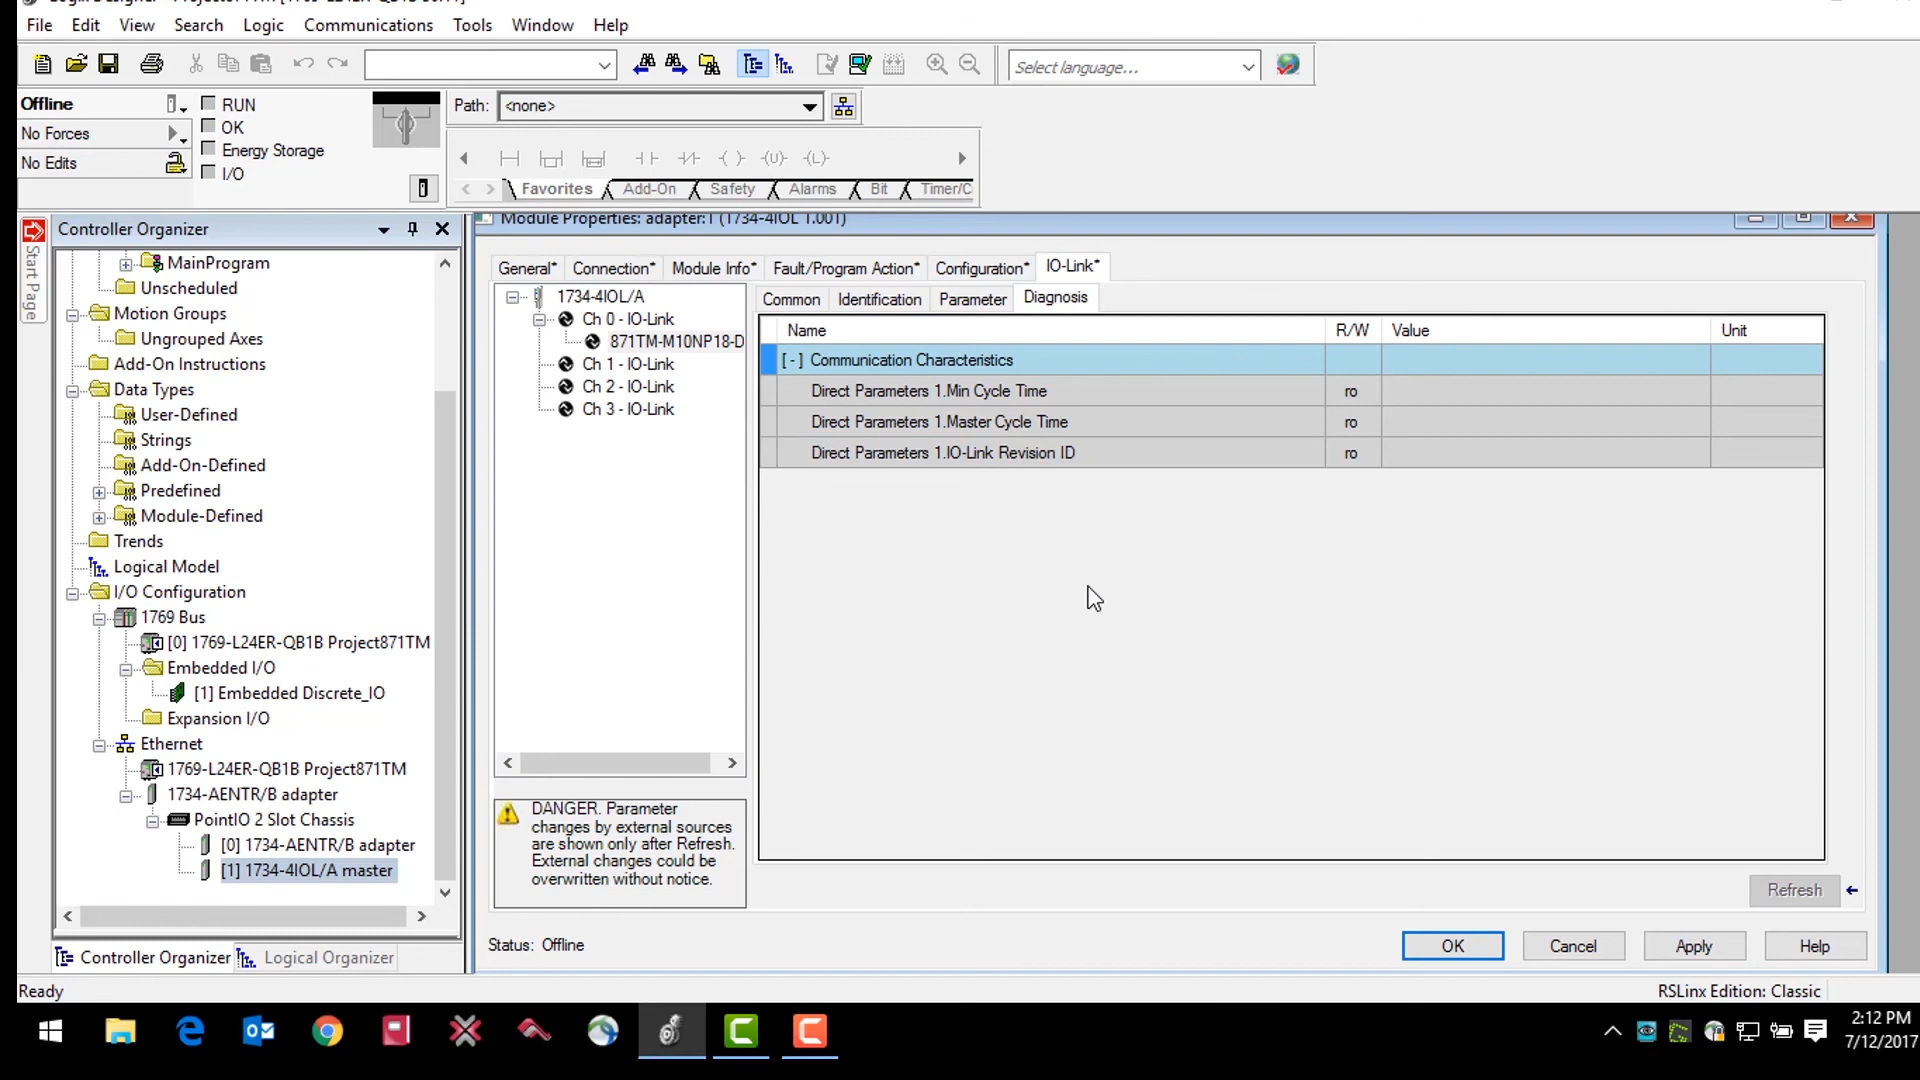 File Edit View Search Logic Communications Tools Window Help
Select language...
Offline
RUN
Path: <none>
No Forces
OK
Energy Storage
No Edits
I/O
Favorites Add-On Safety Alarms Bit Timer/C
Start Page
Controller Organizer
MainProgram
Unscheduled
Motion Groups
Ungrouped Axes
Add-On Instructions
Data Types
User-Defined
Strings
Add-On-Defined
Predefined
Module-Defined
Trends
Logical Model
I/O Configuration
1769 Bus
[0] 1769-L24ER-QB1B Project871TM
Embedded I/O
[1] Embedded Discrete_IO
Expansion I/O
Ethernet
1769-L24ER-QB1B Project871TM
1734-AENTR/B adapter
PointIO 2 Slot Chassis
[0] 1734-AENTR/B adapter
[1] 1734-4IOL/A master
Controller Organizer Logical Organizer
Module Properties: adapter:1 (1734-4IOL 1.001)
General* Connection* Module Info* Fault/Program Action* Configuration* IO-Link*
1734-4IOL/A
Ch 0 - IO-Link
871TM-M10NP18-D
Ch 1 - IO-Link
Ch 2 - IO-Link
Ch 3 - IO-Link
DANGER. Parameter
changes by external sources
are shown only after Refresh.
External changes could be
overwritten without notice.
Common Identification Parameter Diagnosis
Name R/W Value Unit
[-] Communication Characteristics
Direct Parameters 1.Min Cycle Time ro
Direct Parameters 1.Master Cycle Time ro
Direct Parameters 1.IO-Link Revision ID ro
Refresh
Status: Offline
OK Cancel Apply Help
Ready
RSLinx Edition: Classic
2:12 PM
7/12/2017